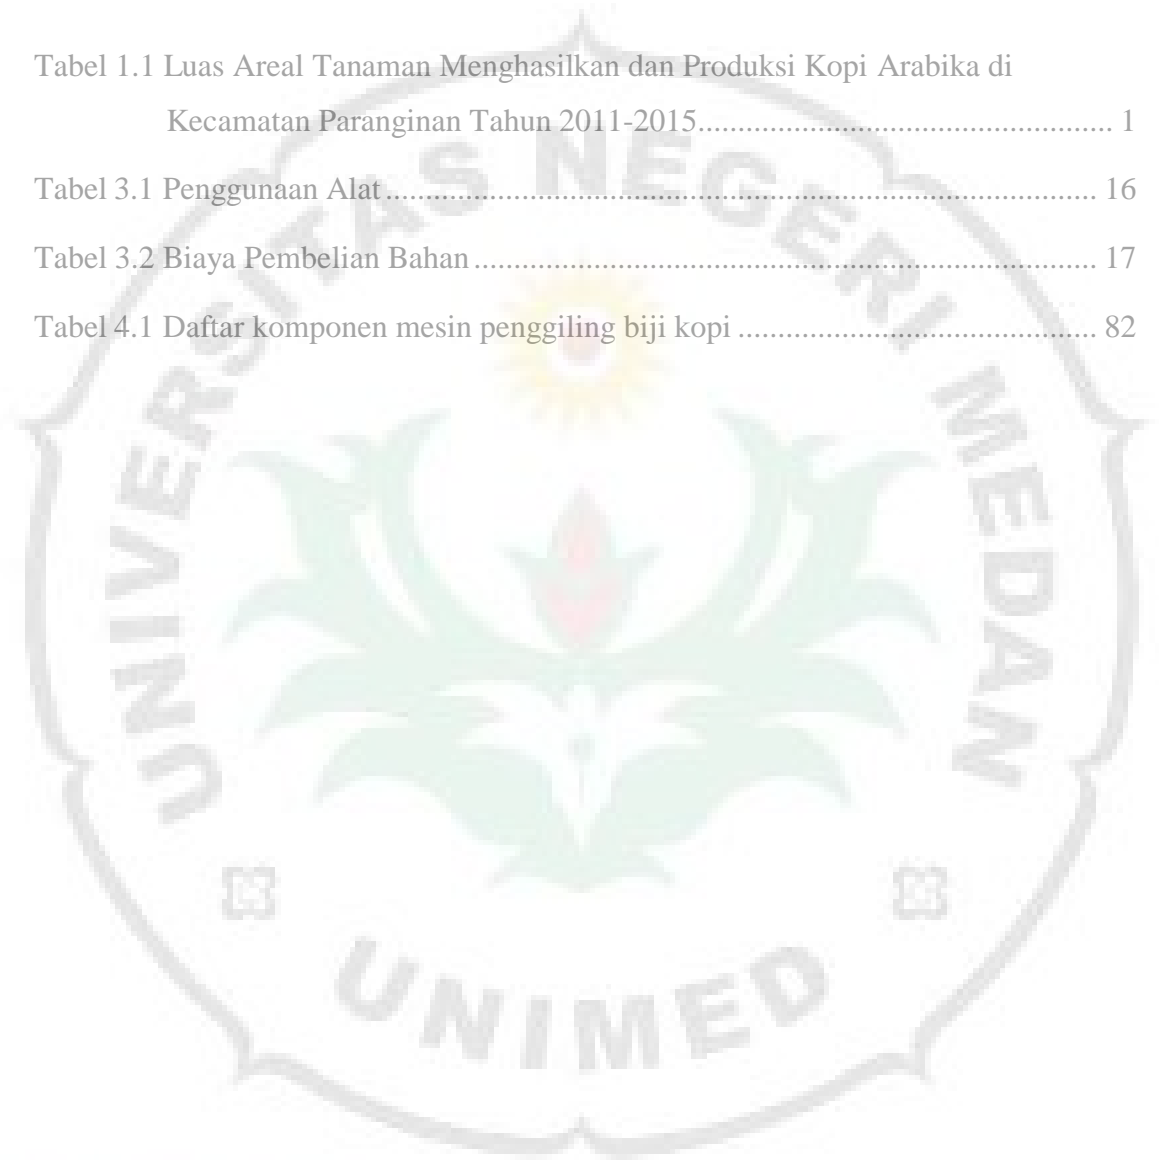 Tabel 1.1 Luas Areal Tanaman Menghasilkan dan Produksi Kopi Arabika di
Kecamatan Paranginan Tahun 2011-2015............................................ 1
Tabel 3.1 Penggunaan Alat........................................................................... 16
Tabel 3.2 Biaya Pembelian Bahan.................................................................. 17
Tabel 4.1 Daftar komponen mesin penggiling biji kopi...................................... 82
UNIVERSITAS NEGERI MEDAN
UNIMED